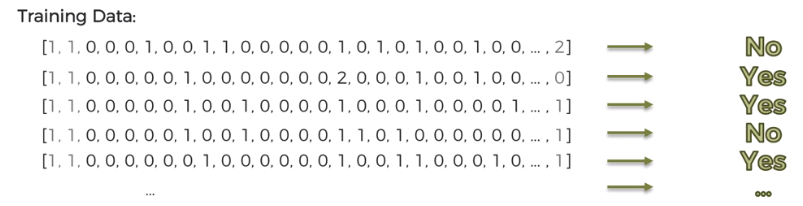 Training Data:
[1, 1, 0, 0, 0, 1, 0, 0, 1, 1, 0, 0, 0, 0, 0, 1, 0, 1, 0, 1, 0, 0, 1, 0, 0, ... , 2] No
[1, 1, 0, 0, 0, 0, 0, 1, 0, 0, 0, 0, 0, 0, 0, 2, 0, 0, 0, 1, 0, 0, 1, 0, 0, ... , 0] Yes
[1, 1, 0, 0, 0, 0, 0, 1, 0, 0, 1, 0, 0, 0, 0, 1, 0, 0, 0, 1, 0, 0, 0, 0, 1, ... , 1] Yes
[1, 1, 0, 0, 0, 0, 0, 1, 0, 0, 1, 0, 0, 0, 0, 1, 1, 0, 1, 0, 0, 0, 0, 0, 0, ... , 1] No
[1, 1, 0, 0, 0, 0, 0, 0, 1, 0, 0, 0, 0, 0, 0, 1, 0, 0, 1, 1, 0, 0, 0, 1, 0, ... , 1] Yes
... ...